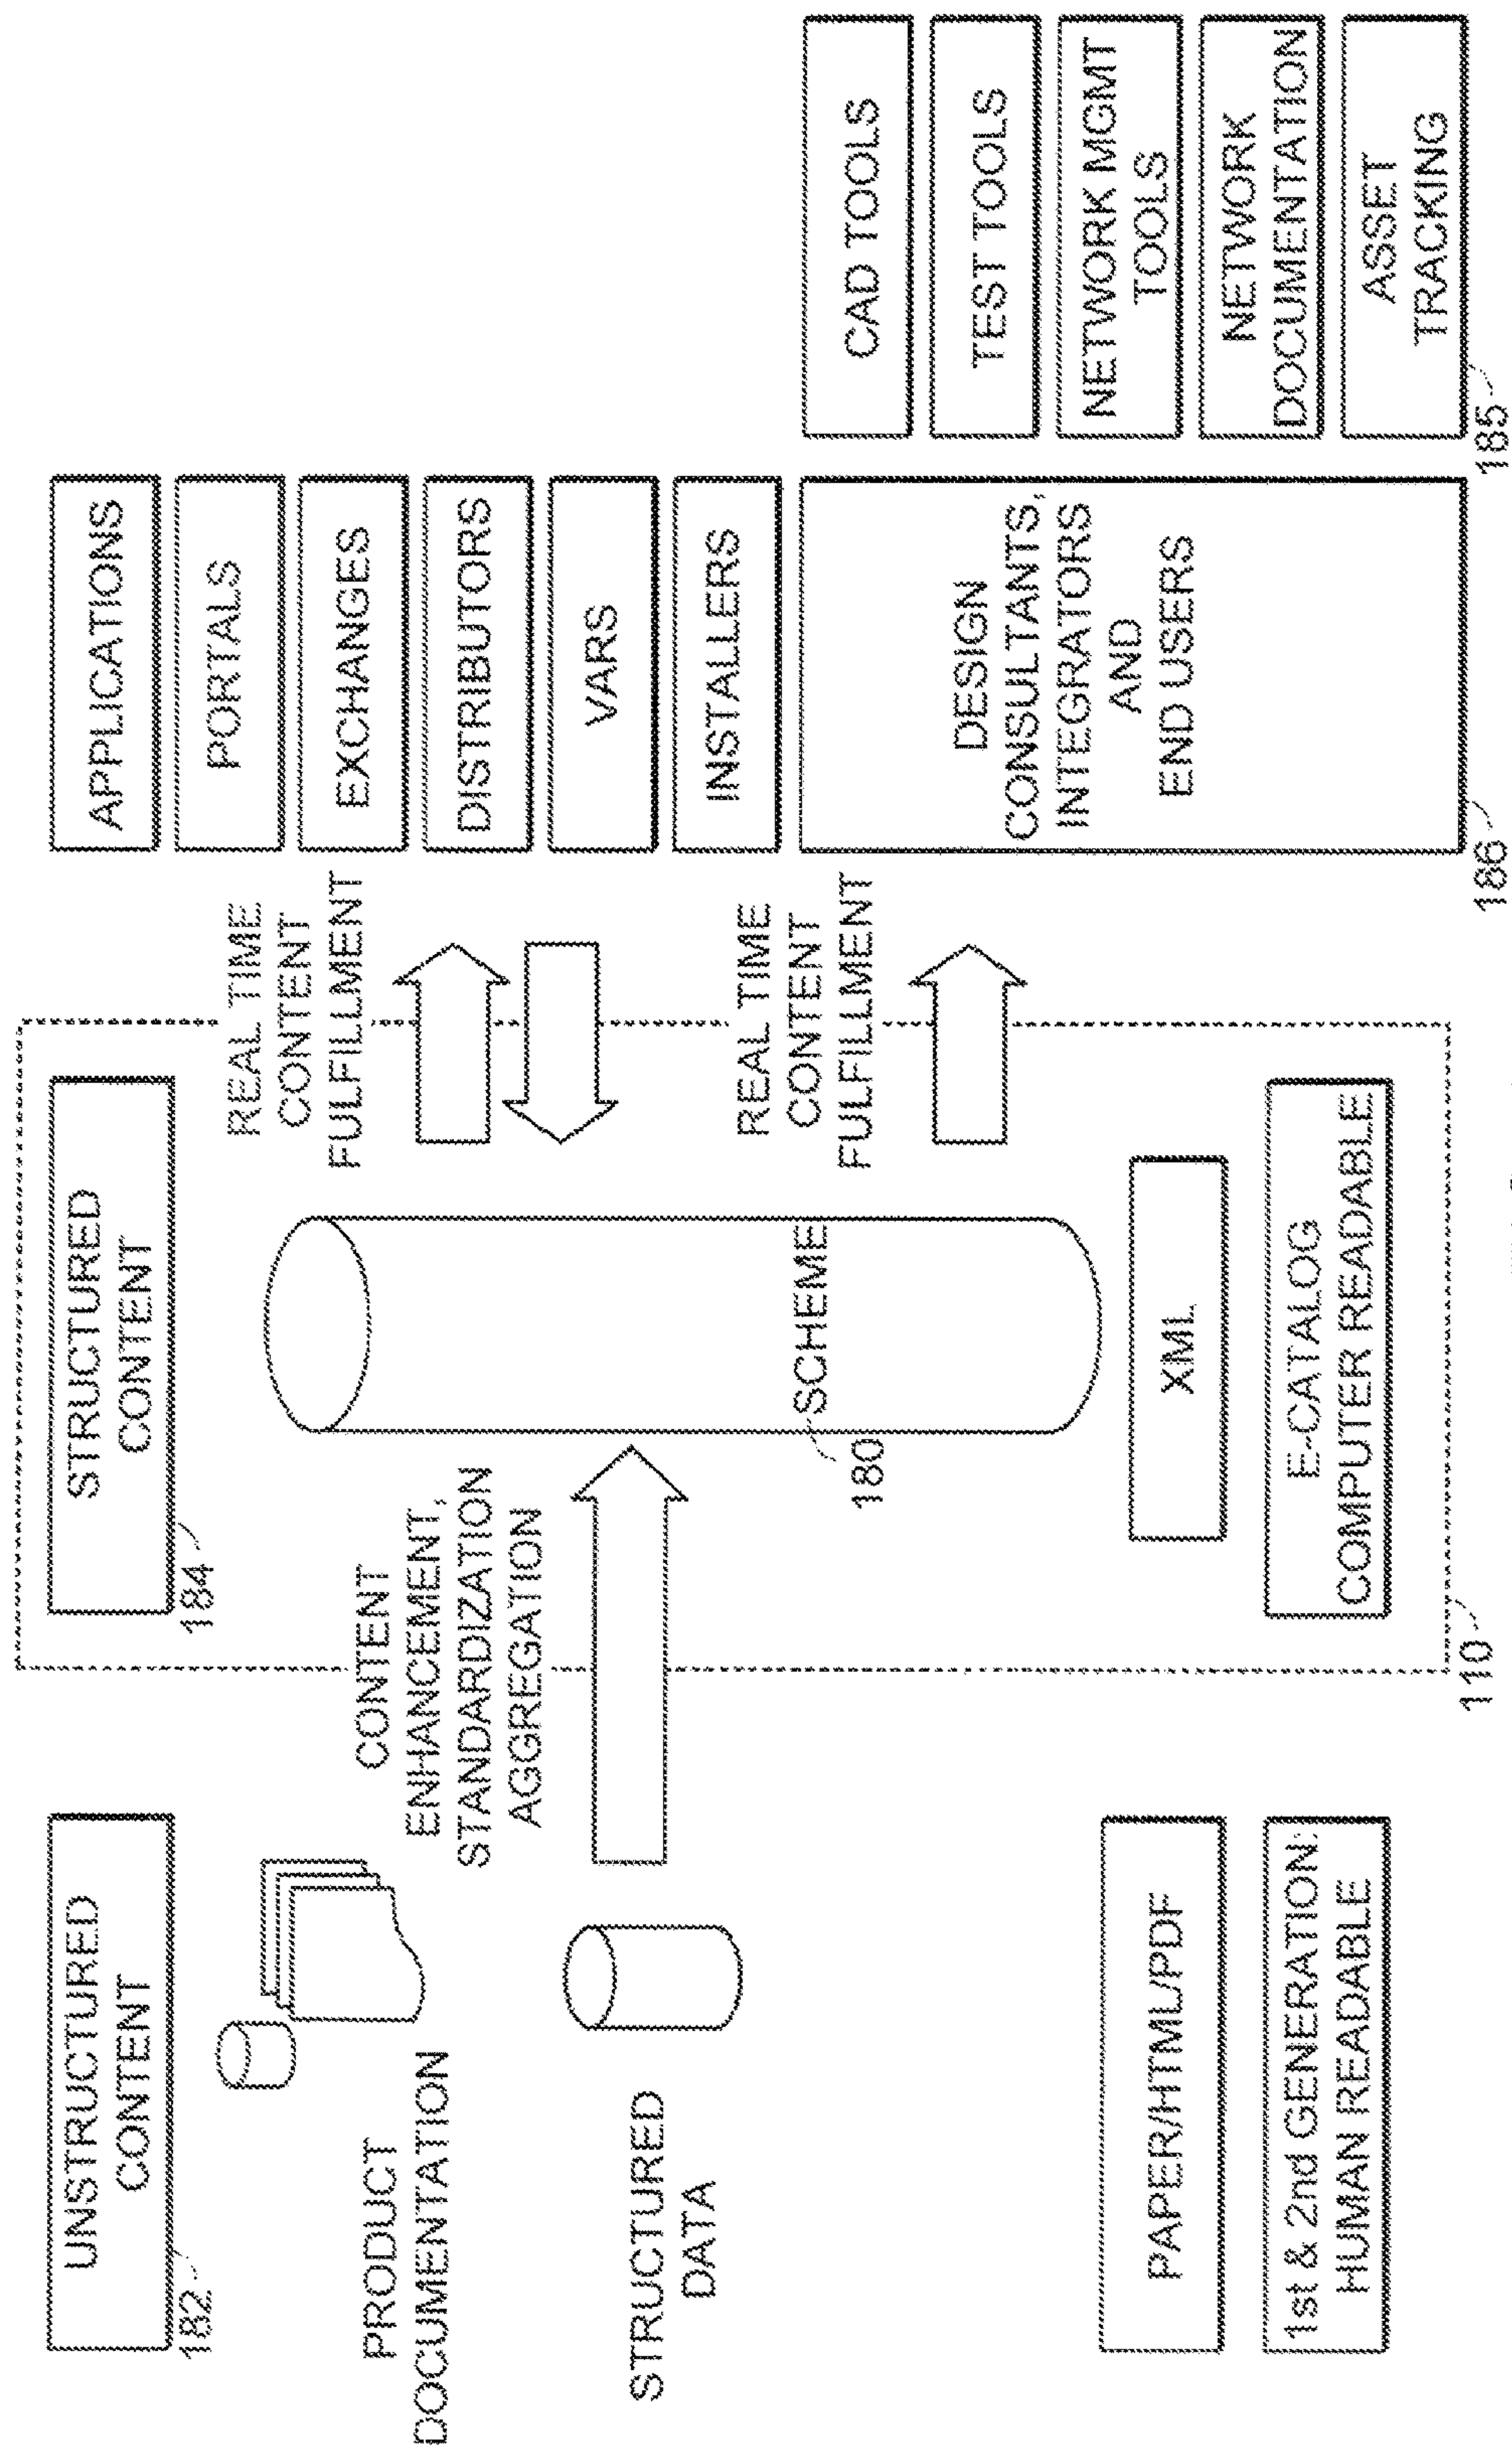 UNSTRUCTURED
CONTENT
182
PRODUCT
DOCUMENTATION
STRUCTURED
DATA
PAPER/HTML/PDF
1st & 2nd GENERATION:
HUMAN READABLE
CONTENT
ENHANCEMENT,
STANDARDIZATION
AGGREGATION
STRUCTURED
CONTENT
184
SCHEME
180
XML
E-CATALOG
COMPUTER READABLE
110
REAL TIME
CONTENT
FULFILLMENT
REAL TIME
CONTENT
FULFILLMENT
APPLICATIONS
PORTALS
EXCHANGES
DISTRIBUTORS
VARS
INSTALLERS
DESIGN
CONSULTANTS,
INTEGRATORS
AND
END USERS
186
CAD TOOLS
TEST TOOLS
NETWORK MGMT
TOOLS
NETWORK
DOCUMENTATION
ASSET
TRACKING
185